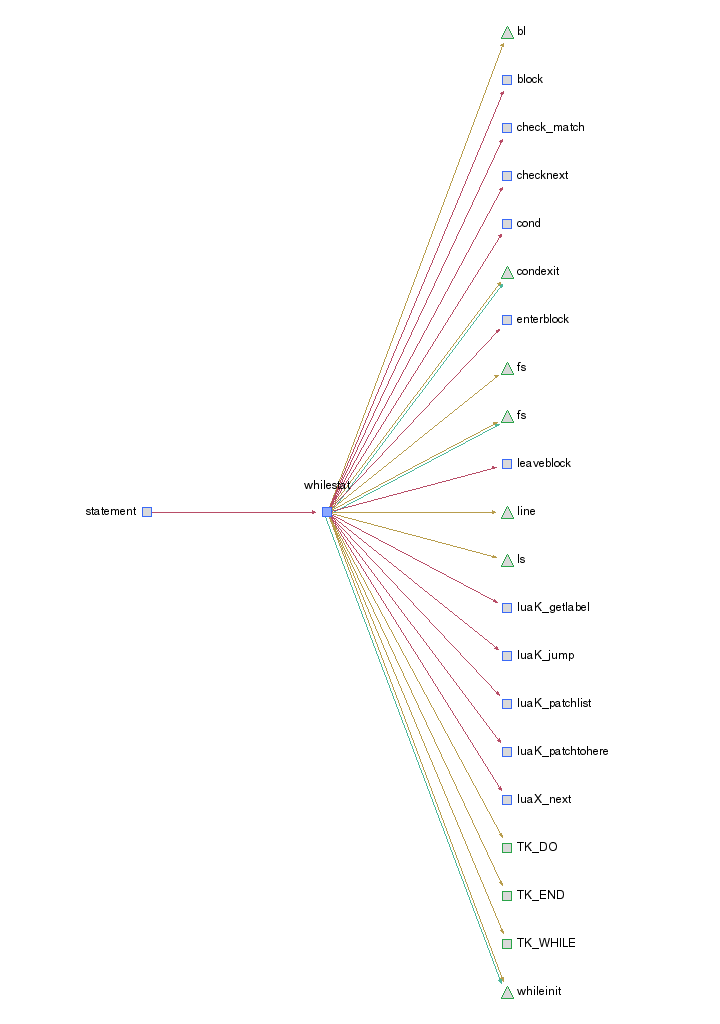 bl
block
check_match
checknext
cond
condexit
enterblock
fs
fs
leaveblock
whilestat
statement
line
ls
luaK_getlabel
luaK_jump
luaK_patchlist
luaK_patchtohere
luaX_next
TK_DO
TK_END
TK_WHILE
whileinit